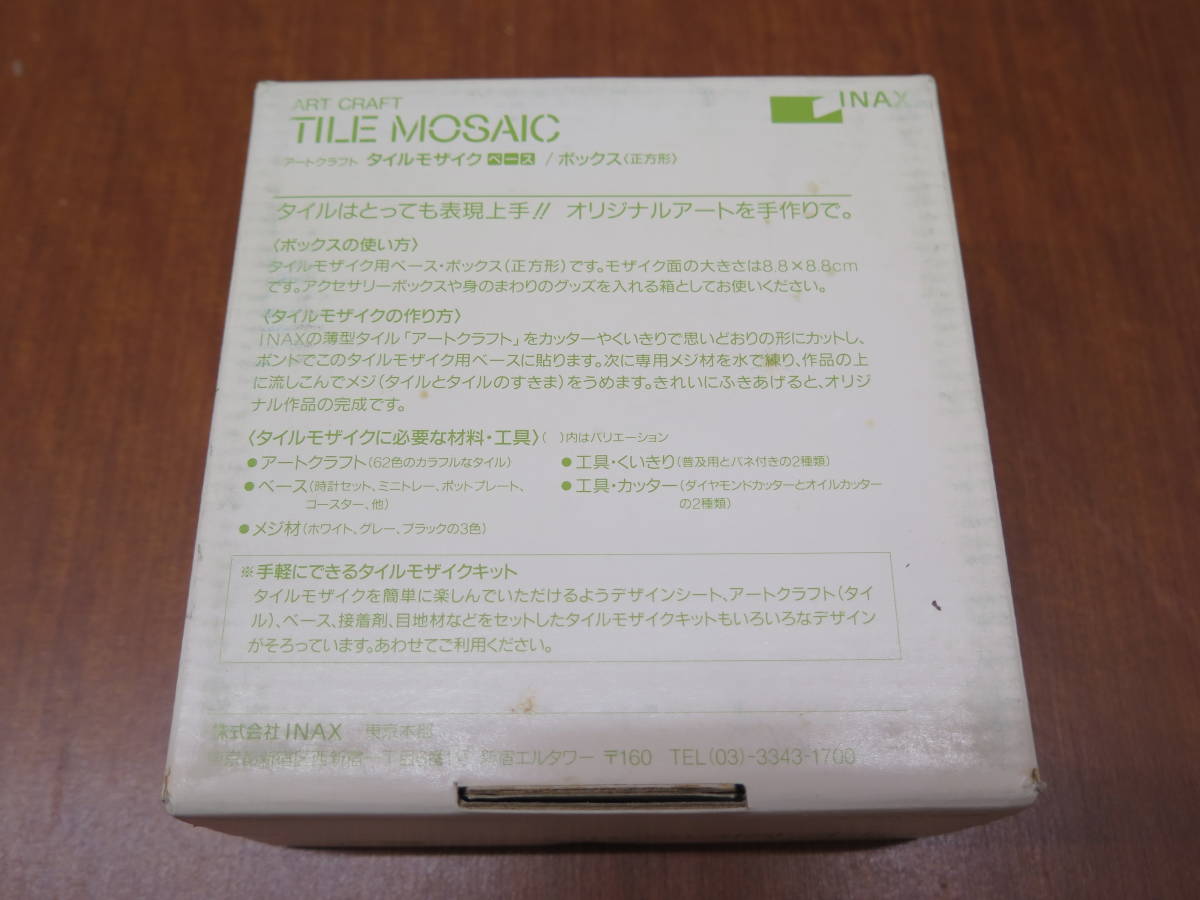 ART CRAFT
INAX
TILE MOSAIC
アートクラフト タイルモザイク ベース / ボックス〈正方形〉
タイルはとっても表現上手!! オリジナルアートを手作りで。
〈ボックスの使い方〉
タイルモザイク用ベース・ボックス(正方形)です。モザイク面の大きさは8.8×8.8cm
です。アクセサリーボックスや身のまわりのグッズを入れる箱としてお使いください。
〈タイルモザイクの作り方〉
INAXの薄型タイル「アートクラフト」をカッターやくいきりで思いどおりの形にカットし、
ボンドでこのタイルモザイク用ベースに貼ります。次に専用メジ材を水で練り、作品の上
に流しこんでメジ(タイルとタイルのすきま)をうめます。きれいにふきあげると、オリジ
ナル作品の完成です。
〈タイルモザイクに必要な材料・工具〉( )内はバリエーション
●アートクラフト(62色のカラフルなタイル) ●工具・くいきり(普及用とバネ付きの2種類)
●ベース(時計セット、ミニトレー、ポットプレート、 ●工具・カッター(ダイヤモンドカッターとオイルカッター
コースター、他) の2種類)
●メジ材(ホワイト、グレー、ブラックの3色)
※手軽にできるタイルモザイクキット
タイルモザイクを簡単に楽しんでいただけるようデザインシート、アートクラフト(タイ
ル)、ベース、接着剤、目地材などをセットしたタイルモザイクキットもいろいろなデザイン
がそろっています。あわせてご利用ください。
株式会社 INAX 東京本部
東京都新宿区西新宿一丁目6番1号 新宿エルタワー 〒160 TEL(03)-3343-1700